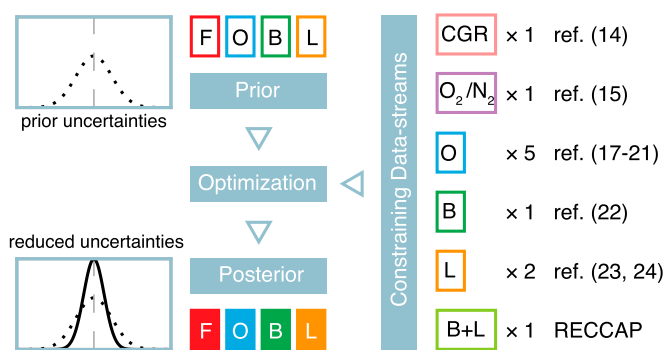 F O B L
Prior
prior uncertainties
Optimization
reduced uncertainties
Posterior
F O B L
Constraining Data-streams
CGR × 1 ref. (14)
O₂/N₂ × 1 ref. (15)
O × 5 ref. (17-21)
B × 1 ref. (22)
L × 2 ref. (23, 24)
B+L × 1 RECCAP